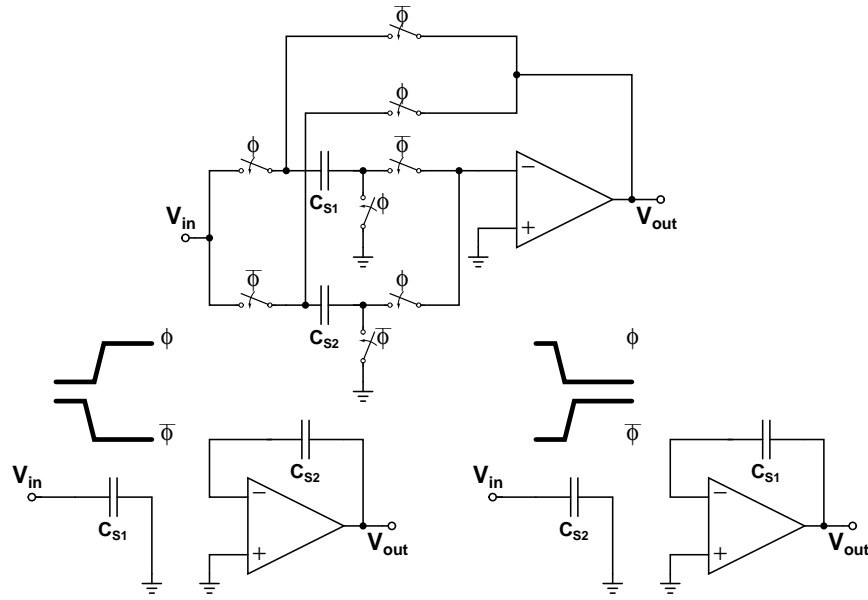 ϕ̅
ϕ
ϕ ϕ̅
C_S1 ϕ
V_in V_out
− +
ϕ̅ ϕ
C_S2 ϕ̅
ϕ ϕ
ϕ̅ ϕ̅
V_in C_S1 C_S2 V_out
− +
V_in C_S2 C_S1 V_out
− +